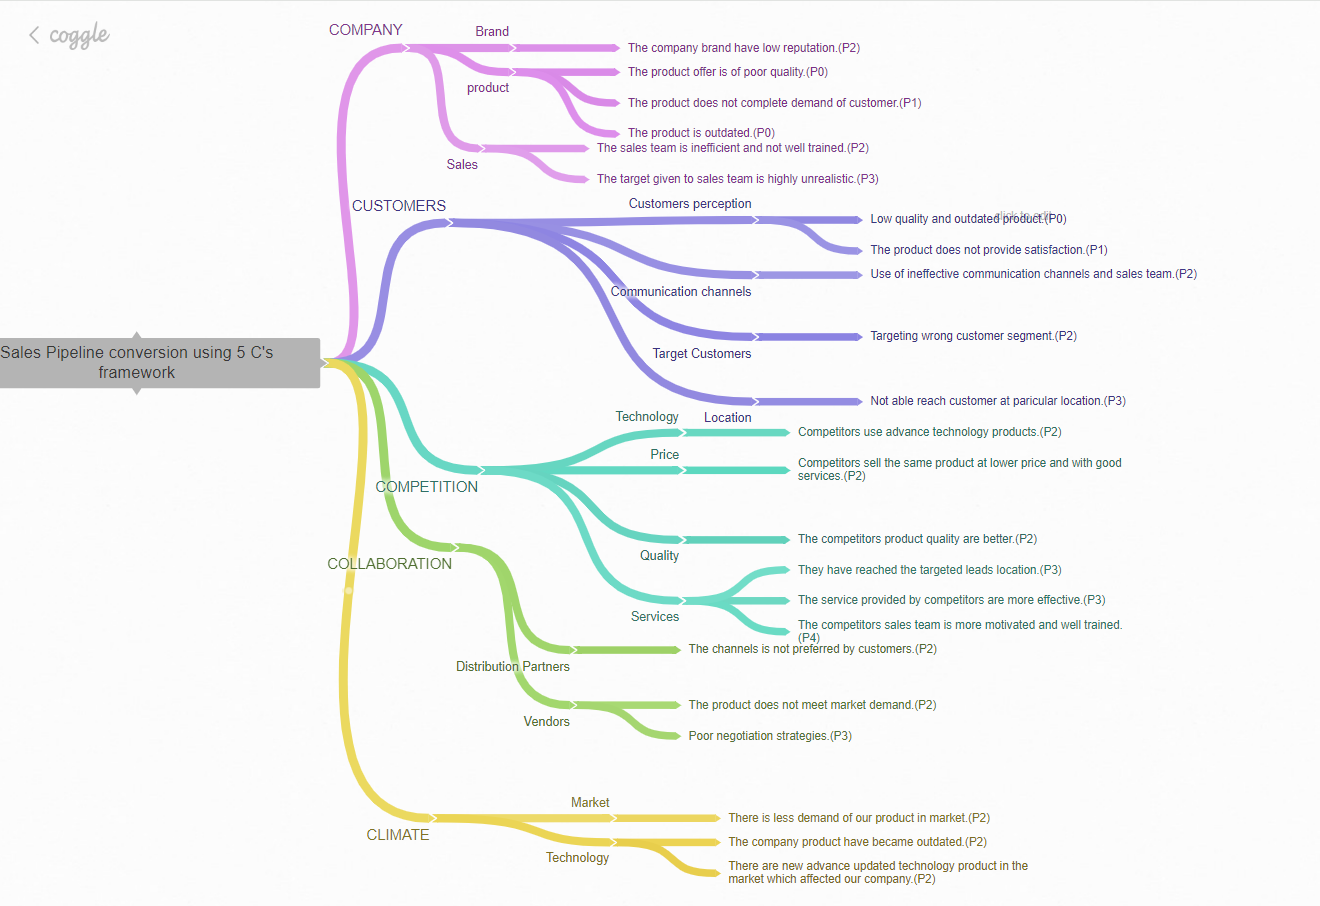 coggle
COMPANY
Brand
The company brand have low reputation.(P2)
product
The product offer is of poor quality.(P0)
The product does not complete demand of customer.(P1)
The product is outdated.(P0)
Sales
The sales team is inefficient and not well trained.(P2)
The target given to sales team is highly unrealistic.(P3)
CUSTOMERS
Customers perception
click to edit
Low quality and outdated product.(P0)
The product does not provide satisfaction.(P1)
Communication channels
Use of ineffective communication channels and sales team.(P2)
Target Customers
Targeting wrong customer segment.(P2)
Location
Not able reach customer at paricular location.(P3)
Sales Pipeline conversion using 5 C's
framework
COMPETITION
Technology
Competitors use advance technology products.(P2)
Price
Competitors sell the same product at lower price and with good
services.(P2)
Quality
The competitors product quality are better.(P2)
Services
They have reached the targeted leads location.(P3)
The service provided by competitors are more effective.(P3)
The competitors sales team is more motivated and well trained.
(P4)
COLLABORATION
Distribution Partners
The channels is not preferred by customers.(P2)
Vendors
The product does not meet market demand.(P2)
Poor negotiation strategies.(P3)
CLIMATE
Market
There is less demand of our product in market.(P2)
Technology
The company product have became outdated.(P2)
There are new advance updated technology product in the
market which affected our company.(P2)